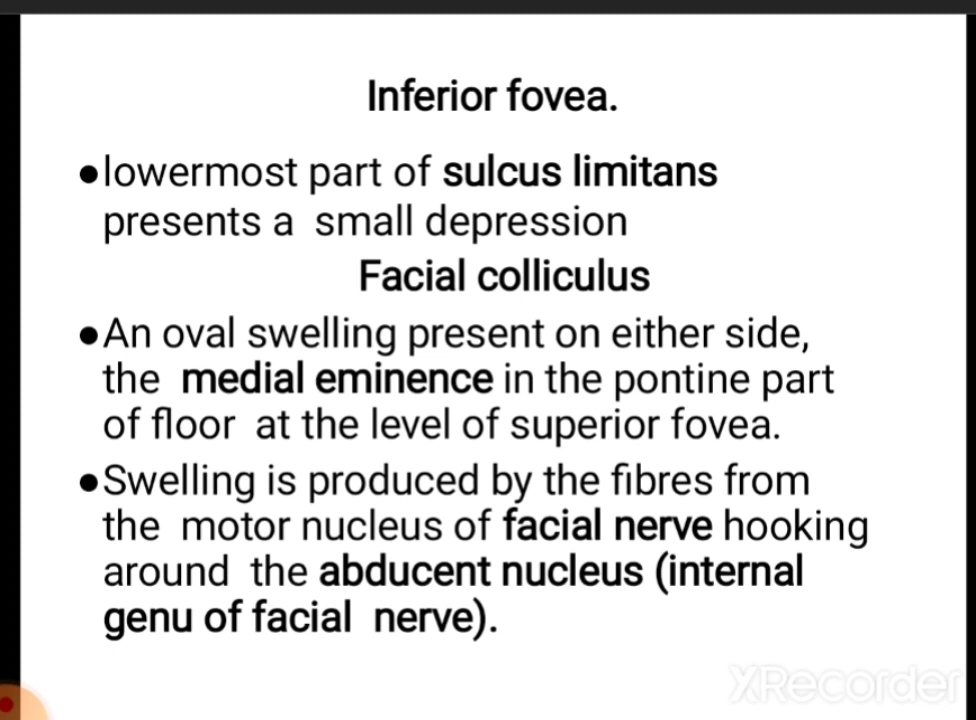 Inferior fovea.
●lowermost part of sulcus limitans
presents a small depression
Facial colliculus
●An oval swelling present on either side,
the medial eminence in the pontine part
of floor at the level of superior fovea.
●Swelling is produced by the fibres from
the motor nucleus of facial nerve hooking
around the abducent nucleus (internal
genu of facial nerve).
XRecorder